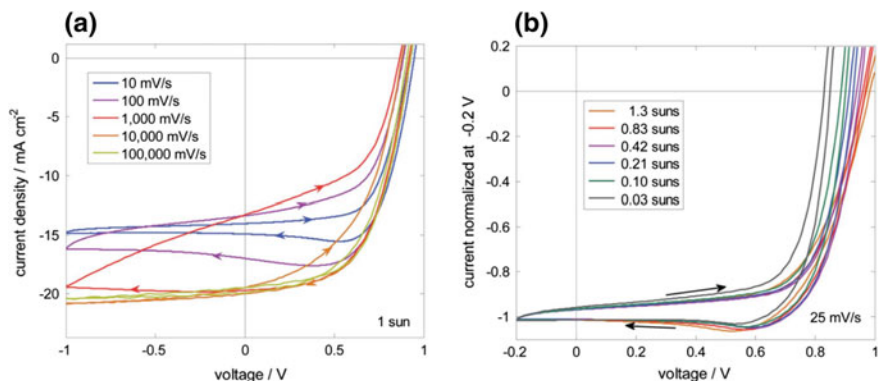 (a)
0
-5
-10
-15
-20
current density / mA cm-2
10 mV/s
100 mV/s
1,000 mV/s
10,000 mV/s
100,000 mV/s
1 sun
-1
-0.5
0
0.5
1
voltage / V
(b)
0.2
0
-0.2
-0.4
-0.6
-0.8
-1
current normalized at -0.2 V
1.3 suns
0.83 suns
0.42 suns
0.21 suns
0.10 suns
0.03 suns
25 mV/s
-0.2
0
0.2
0.4
0.6
0.8
1
voltage / V